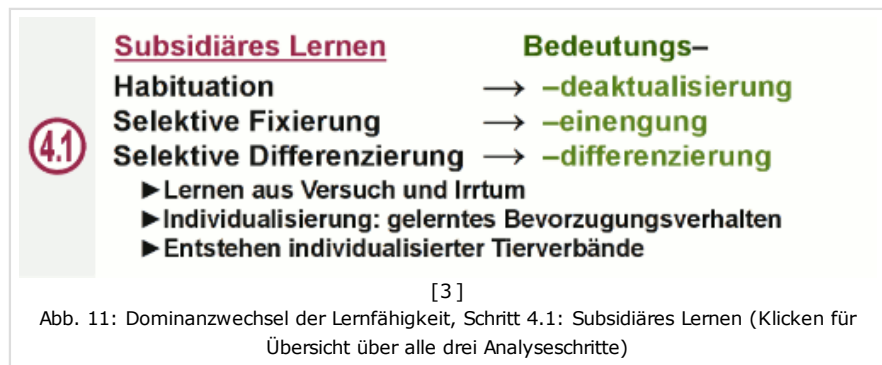 Subsidiäres Lernen Bedeutungs–
Habituation → –deaktualisierung
Selektive Fixierung → –einengung
4.1
Selektive Differenzierung → –differenzierung
►Lernen aus Versuch und Irrtum
►Individualisierung: gelerntes Bevorzugungsverhalten
►Entstehen individualisierter Tierverbände
[3]
Abb. 11: Dominanzwechsel der Lernfähigkeit, Schritt 4.1: Subsidiäres Lernen (Klicken für
Übersicht über alle drei Analyseschritte)